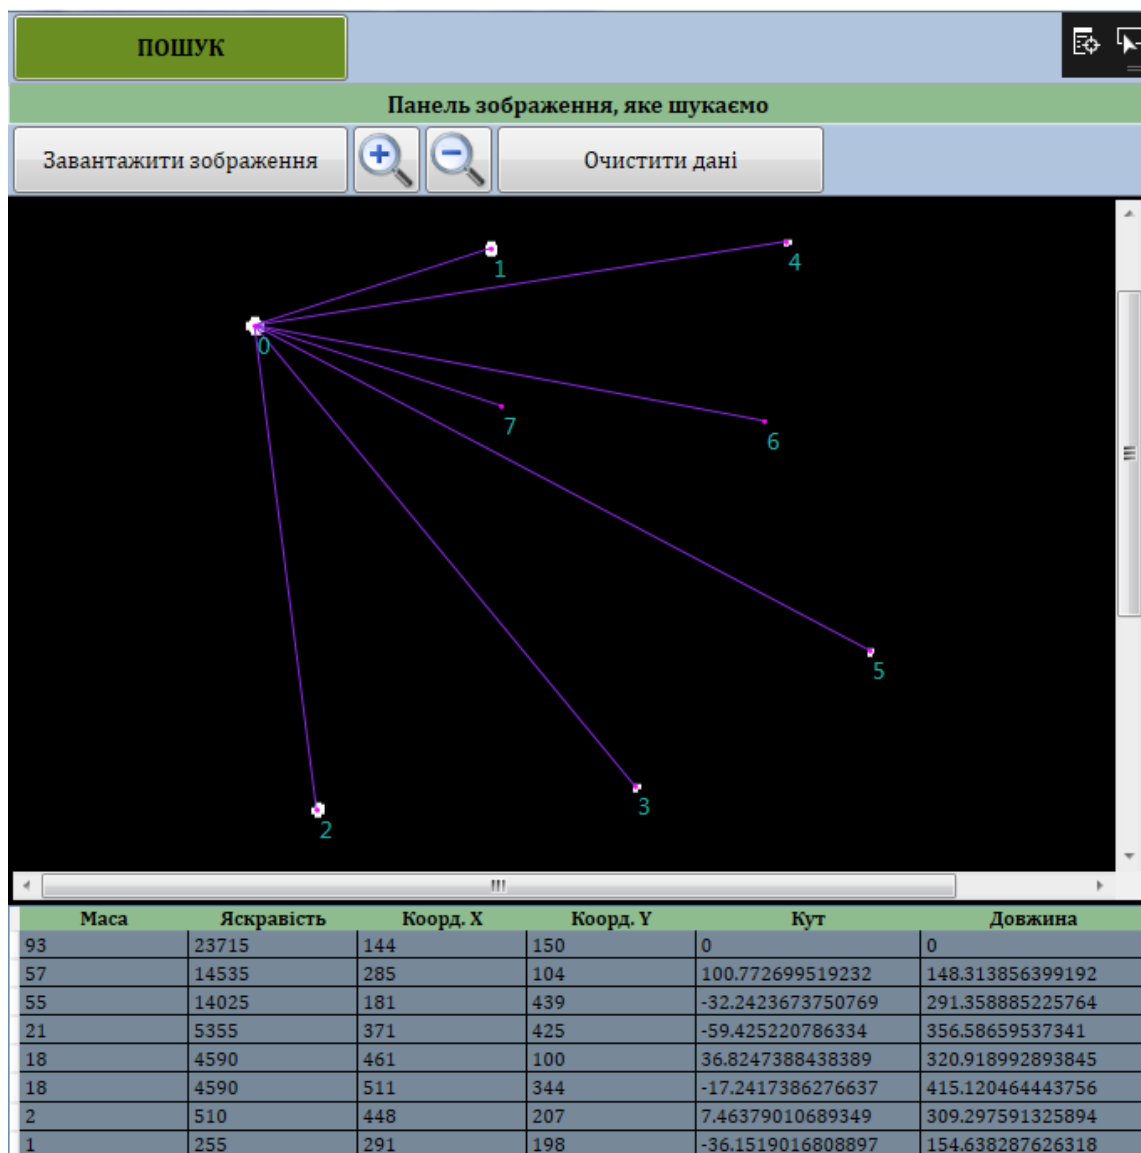 ПОШУК
Панель зображення, яке шукаємо
Завантажити зображення Очистити дані
1
4
0
7
6
5
3
2
Маса Яскравість Коорд. X Коорд. Y Кут Довжина
93 23715 144 150 0 0
57 14535 285 104 100.772699519232 148.313856399192
55 14025 181 439 -32.2423673750769 291.358885225764
21 5355 371 425 -59.425220786334 356.58659537341
18 4590 461 100 36.8247388438389 320.918992893845
18 4590 511 344 -17.2417386276637 415.120464443756
2 510 448 207 7.46379010689349 309.297591325894
1 255 291 198 -36.1519016808897 154.638287626318